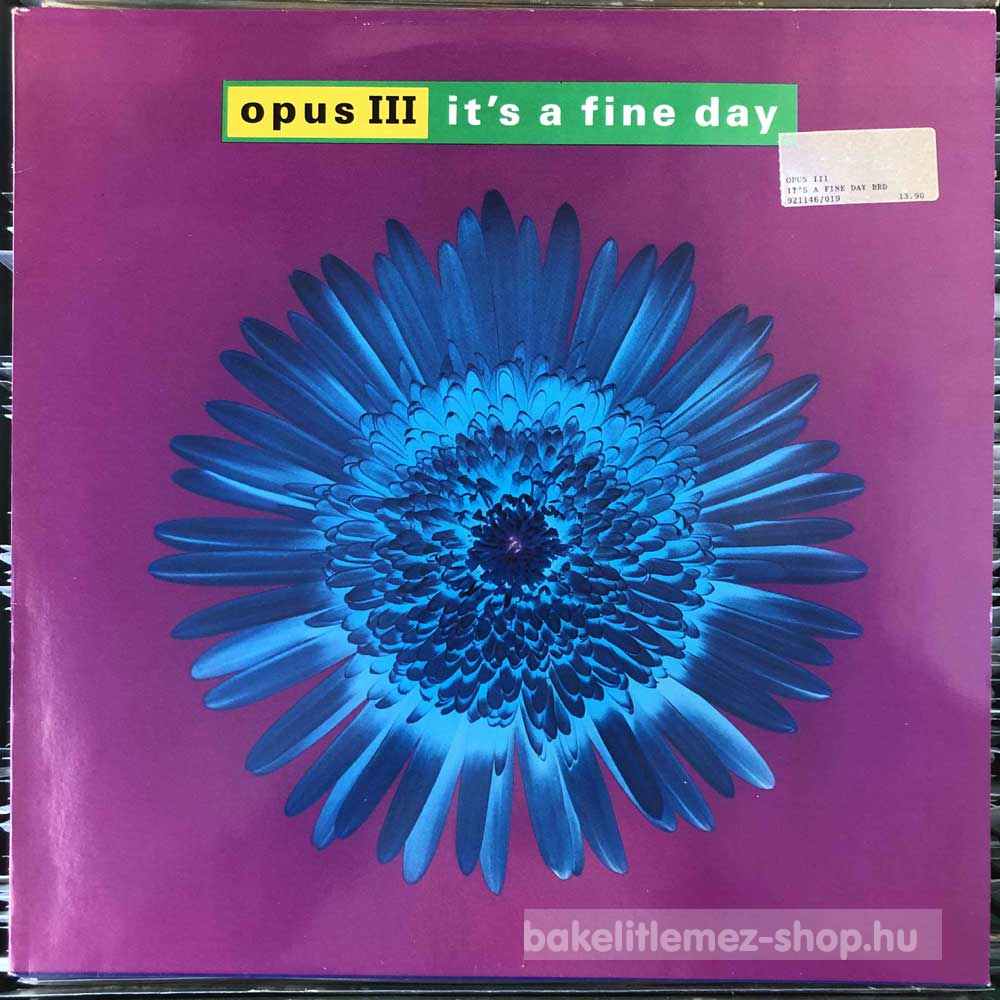 opus III it's a fine day
OPUS III
IT'S A FINE DAY BRD
921146/019 13.90
bakelitlemez-shop.hu